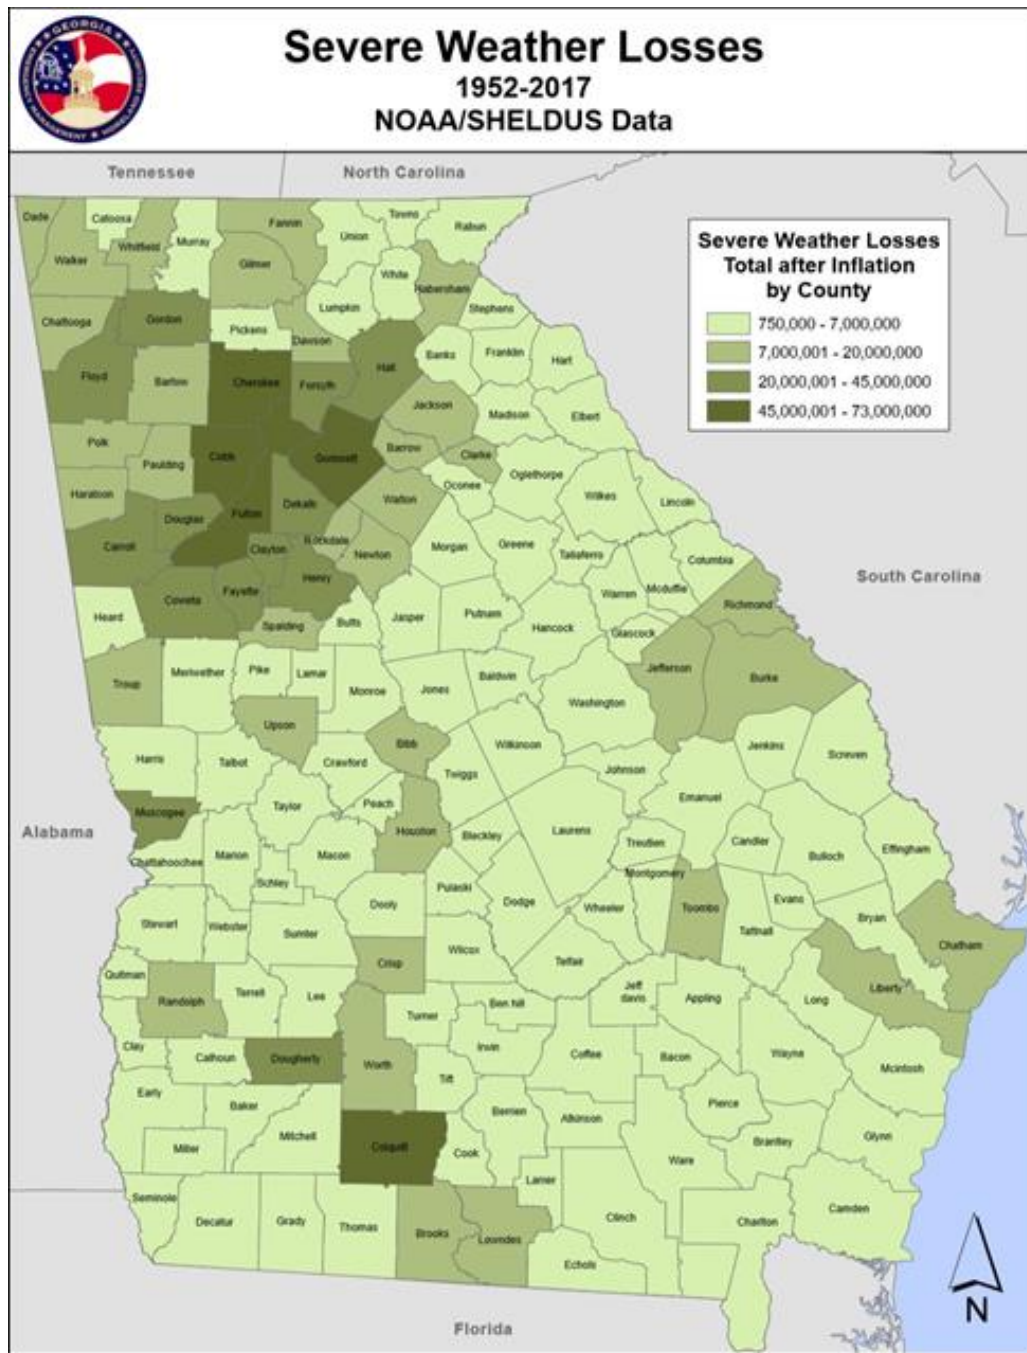 GEORGIA
EMERGENCY MANAGEMENT ★ HOMELAND SECURITY
Severe Weather Losses
1952-2017
NOAA/SHELDUS Data
Tennessee
North Carolina
Severe Weather Losses
Total after Inflation
by County
750,000 - 7,000,000
7,000,001 - 20,000,000
20,000,001 - 45,000,000
45,000,001 - 73,000,000
Dade
Catoosa
Whitfield
Murray
Fannin
Union
Towns
Rabun
Walker
Gilmer
White
Habersham
Lumpkin
Stephens
Chattooga
Gordon
Pickens
Dawson
Banks
Franklin
Hart
Floyd
Bartow
Cherokee
Forsyth
Hall
Jackson
Madison
Elbert
Polk
Paulding
Cobb
Gwinnett
Barrow
Clarke
Oglethorpe
Oconee
Wilkes
Lincoln
Haralson
Douglas
Fulton
Dekalb
Walton
Carroll
Clayton
Rockdale
Newton
Morgan
Greene
Taliaferro
Columbia
South Carolina
Coweta
Fayette
Henry
Warren
Mcduffie
Richmond
Heard
Spalding
Butts
Jasper
Putnam
Hancock
Glascock
Troup
Meriwether
Pike
Lamar
Monroe
Jones
Baldwin
Washington
Jefferson
Burke
Upson
Bibb
Wilkinson
Harris
Talbot
Crawford
Twiggs
Johnson
Jenkins
Screven
Muscogee
Taylor
Peach
Houston
Bleckley
Laurens
Emanuel
Alabama
Chattahoochee
Marion
Macon
Treutlen
Candler
Bulloch
Effingham
Schley
Pulaski
Dodge
Montgomery
Stewart
Webster
Sumter
Dooly
Wheeler
Toombs
Evans
Tattnall
Bryan
Chatham
Quitman
Randolph
Terrell
Lee
Crisp
Wilcox
Telfair
Jeff
davis
Appling
Long
Liberty
Turner
Ben hill
Clay
Calhoun
Dougherty
Worth
Irwin
Coffee
Bacon
Wayne
Mcintosh
Early
Baker
Tift
Miller
Mitchell
Colquitt
Cook
Berrien
Atkinson
Pierce
Brantley
Glynn
Ware
Seminole
Decatur
Grady
Thomas
Brooks
Lowndes
Lanier
Clinch
Charlton
Camden
Echols
Florida
N